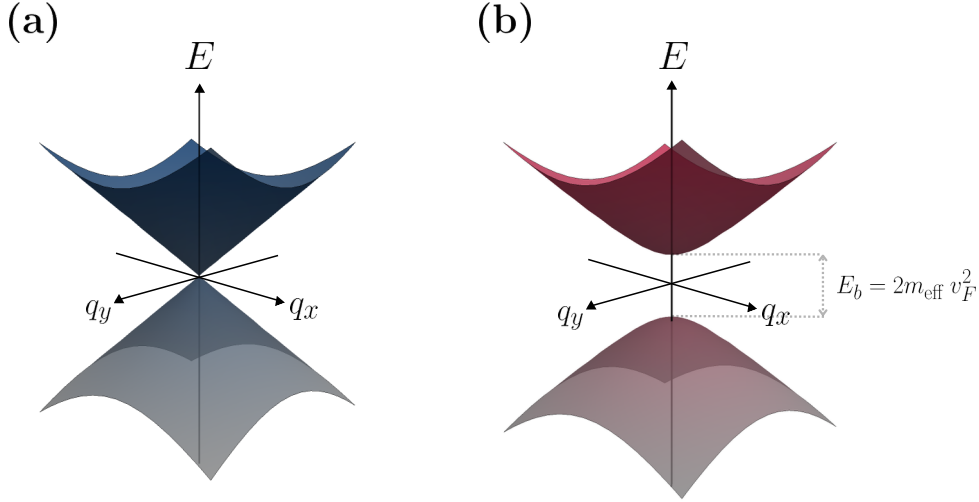 (a)
E
q_y
q_x
(b)
E
q_y
q_x
E_b = 2m_eff v_F^2